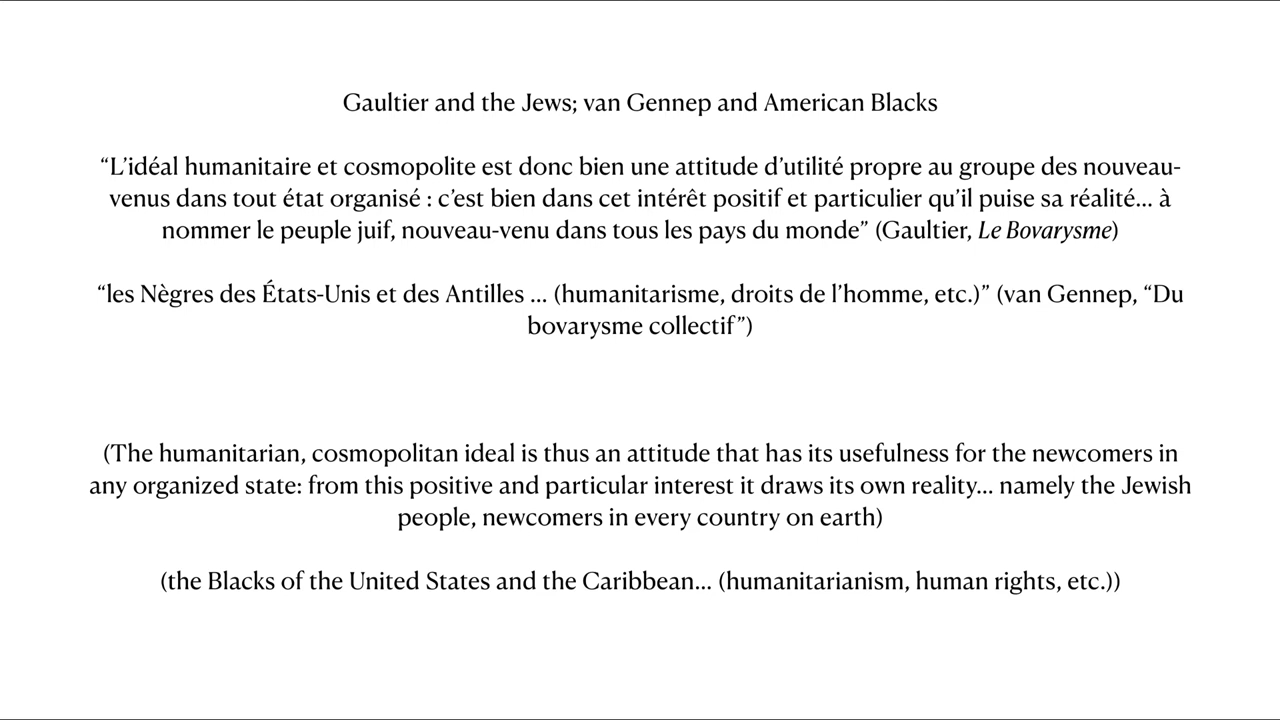 Gaultier and the Jews; van Gennep and American Blacks
“L’idéal humanitaire et cosmopolite est donc bien une attitude d’utilité propre au groupe des nouveau-
venus dans tout état organisé : c’est bien dans cet intérêt positif et particulier qu’il puise sa réalité... à
nommer le peuple juif, nouveau-venu dans tous les pays du monde” (Gaultier, Le Bovarysme)
“les Nègres des États-Unis et des Antilles ... (humanitarisme, droits de l’homme, etc.)” (van Gennep, “Du
bovarysme collectif”)
(The humanitarian, cosmopolitan ideal is thus an attitude that has its usefulness for the newcomers in
any organized state: from this positive and particular interest it draws its own reality... namely the Jewish
people, newcomers in every country on earth)
(the Blacks of the United States and the Caribbean... (humanitarianism, human rights, etc.))